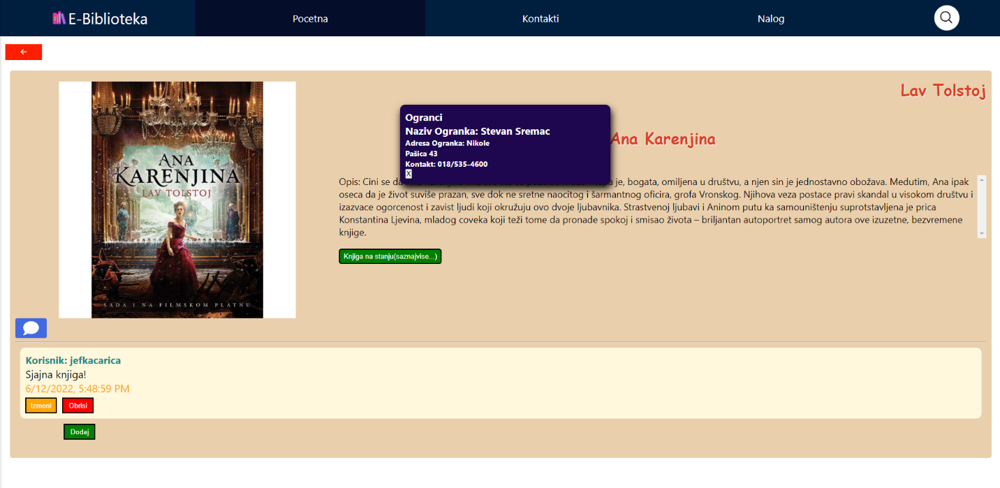 E-Biblioteka
Pocetna
Kontakti
Nalog
Lav Tolstoj
Ana Karenjina
ANA
KARENJINA
LAV TOLSTOJ
SADA I NA FILMSKOM PLATNU
Ogranci
Naziv Ogranka: Stevan Sremac
Adresa Ogranka: Nikole
Pašica 43
Kontakt: 018/535-4600
X
Opis: Cini se da je, bogata, omiljena u društvu, a njen sin je jednostavno obožava. Medutim, Ana ipak
oseca da je život suviše prazan, sve dok ne sretne naocitog i šarmantnog oficira, grofa Vronskog. Njihova veza postace pravi skandal u visokom društvu i
izazvace ogorcenost i zavist ljudi koji okružuju ovo dvoje ljubavnika. Strastvenoj ljubavi i Aninom putu ka samouništenju suprotstavljena je prica
Konstantina Ljevina, mladog coveka koji teži tome da pronade spokoj i smisao života – briljantan autoportret samog autora ove izuzetne, bezvremene
knjige.
Knjiga na stanju(saznajvise...)
Korisnik: jefkacarica
Sjajna knjiga!
6/12/2022, 5:48:59 PM
Izmeni
Obrisi
Dodaj